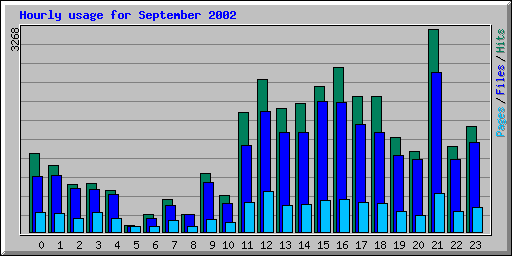 Hourly usage for September 2002
3268
Pages / Files / Hits
0 1 2 3 4 5 6 7 8 9 10 11 12 13 14 15 16 17 18 19 20 21 22 23